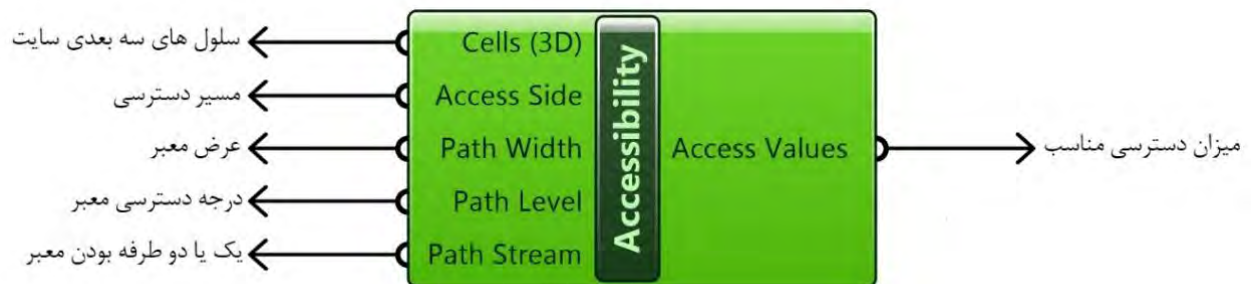 سلول های سه بعدی سایت
Cells (3D)
مسیر دسترسی
Access Side
عرض معبر
Path Width
درجه دسترسی معبر
Path Level
یک یا دو طرفه بودن معبر
Path Stream
Accessibility
Access Values
میزان دسترسی مناسب